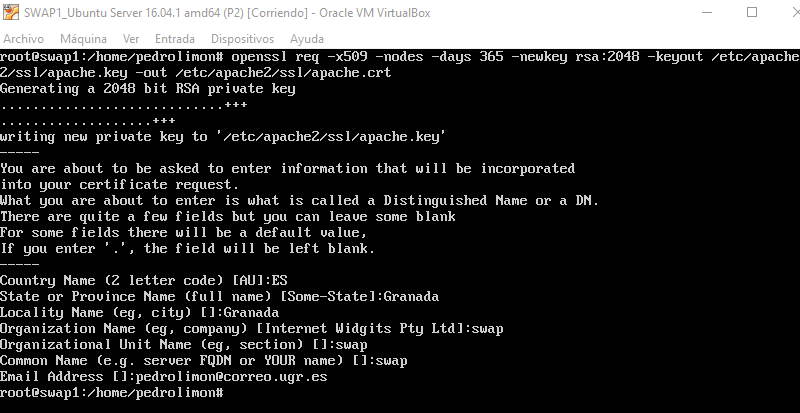 SWAP1_Ubuntu Server 16.04.1 amd64 (P2) [Corriendo] - Oracle VM VirtualBox
Archivo Máquina Ver Entrada Dispositivos Ayuda
root@swap1:/home/pedrolimon# openssl req -x509 -nodes -days 365 -newkey rsa:2048 -keyout /etc/apache
2/ssl/apache.key -out /etc/apache2/ssl/apache.crt
Generating a 2048 bit RSA private key
............................+++
...................+++
writing new private key to '/etc/apache2/ssl/apache.key'
-----
You are about to be asked to enter information that will be incorporated
into your certificate request.
What you are about to enter is what is called a Distinguished Name or a DN.
There are quite a few fields but you can leave some blank
For some fields there will be a default value,
If you enter '.', the field will be left blank.
-----
Country Name (2 letter code) [AU]:ES
State or Province Name (full name) [Some-State]:Granada
Locality Name (eg, city) []:Granada
Organization Name (eg, company) [Internet Widgits Pty Ltd]:swap
Organizational Unit Name (eg, section) []:swap
Common Name (e.g. server FQDN or YOUR name) []:swap
Email Address []:pedrolimon@correo.ugr.es
root@swap1:/home/pedrolimon#